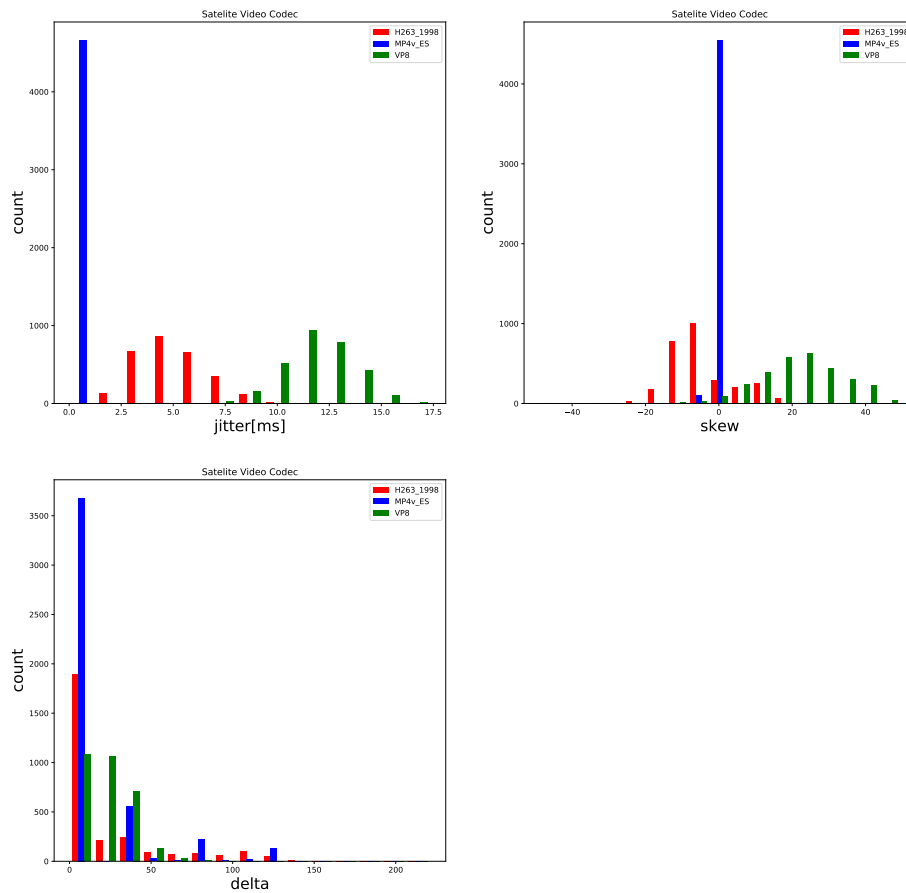 Satelite Video Codec
H263_1998
MP4v_ES
VP8
4000
3000
2000
1000
0
count
0.0 2.5 5.0 7.5 10.0 12.5 15.0 17.5
jitter[ms]
Satelite Video Codec
H263_1998
MP4v_ES
VP8
4000
3000
2000
1000
0
count
−40 −20 0 20 40
skew
Satelite Video Codec
H263_1998
MP4v_ES
VP8
3500
3000
2500
2000
1500
1000
500
0
count
0 50 100 150 200
delta